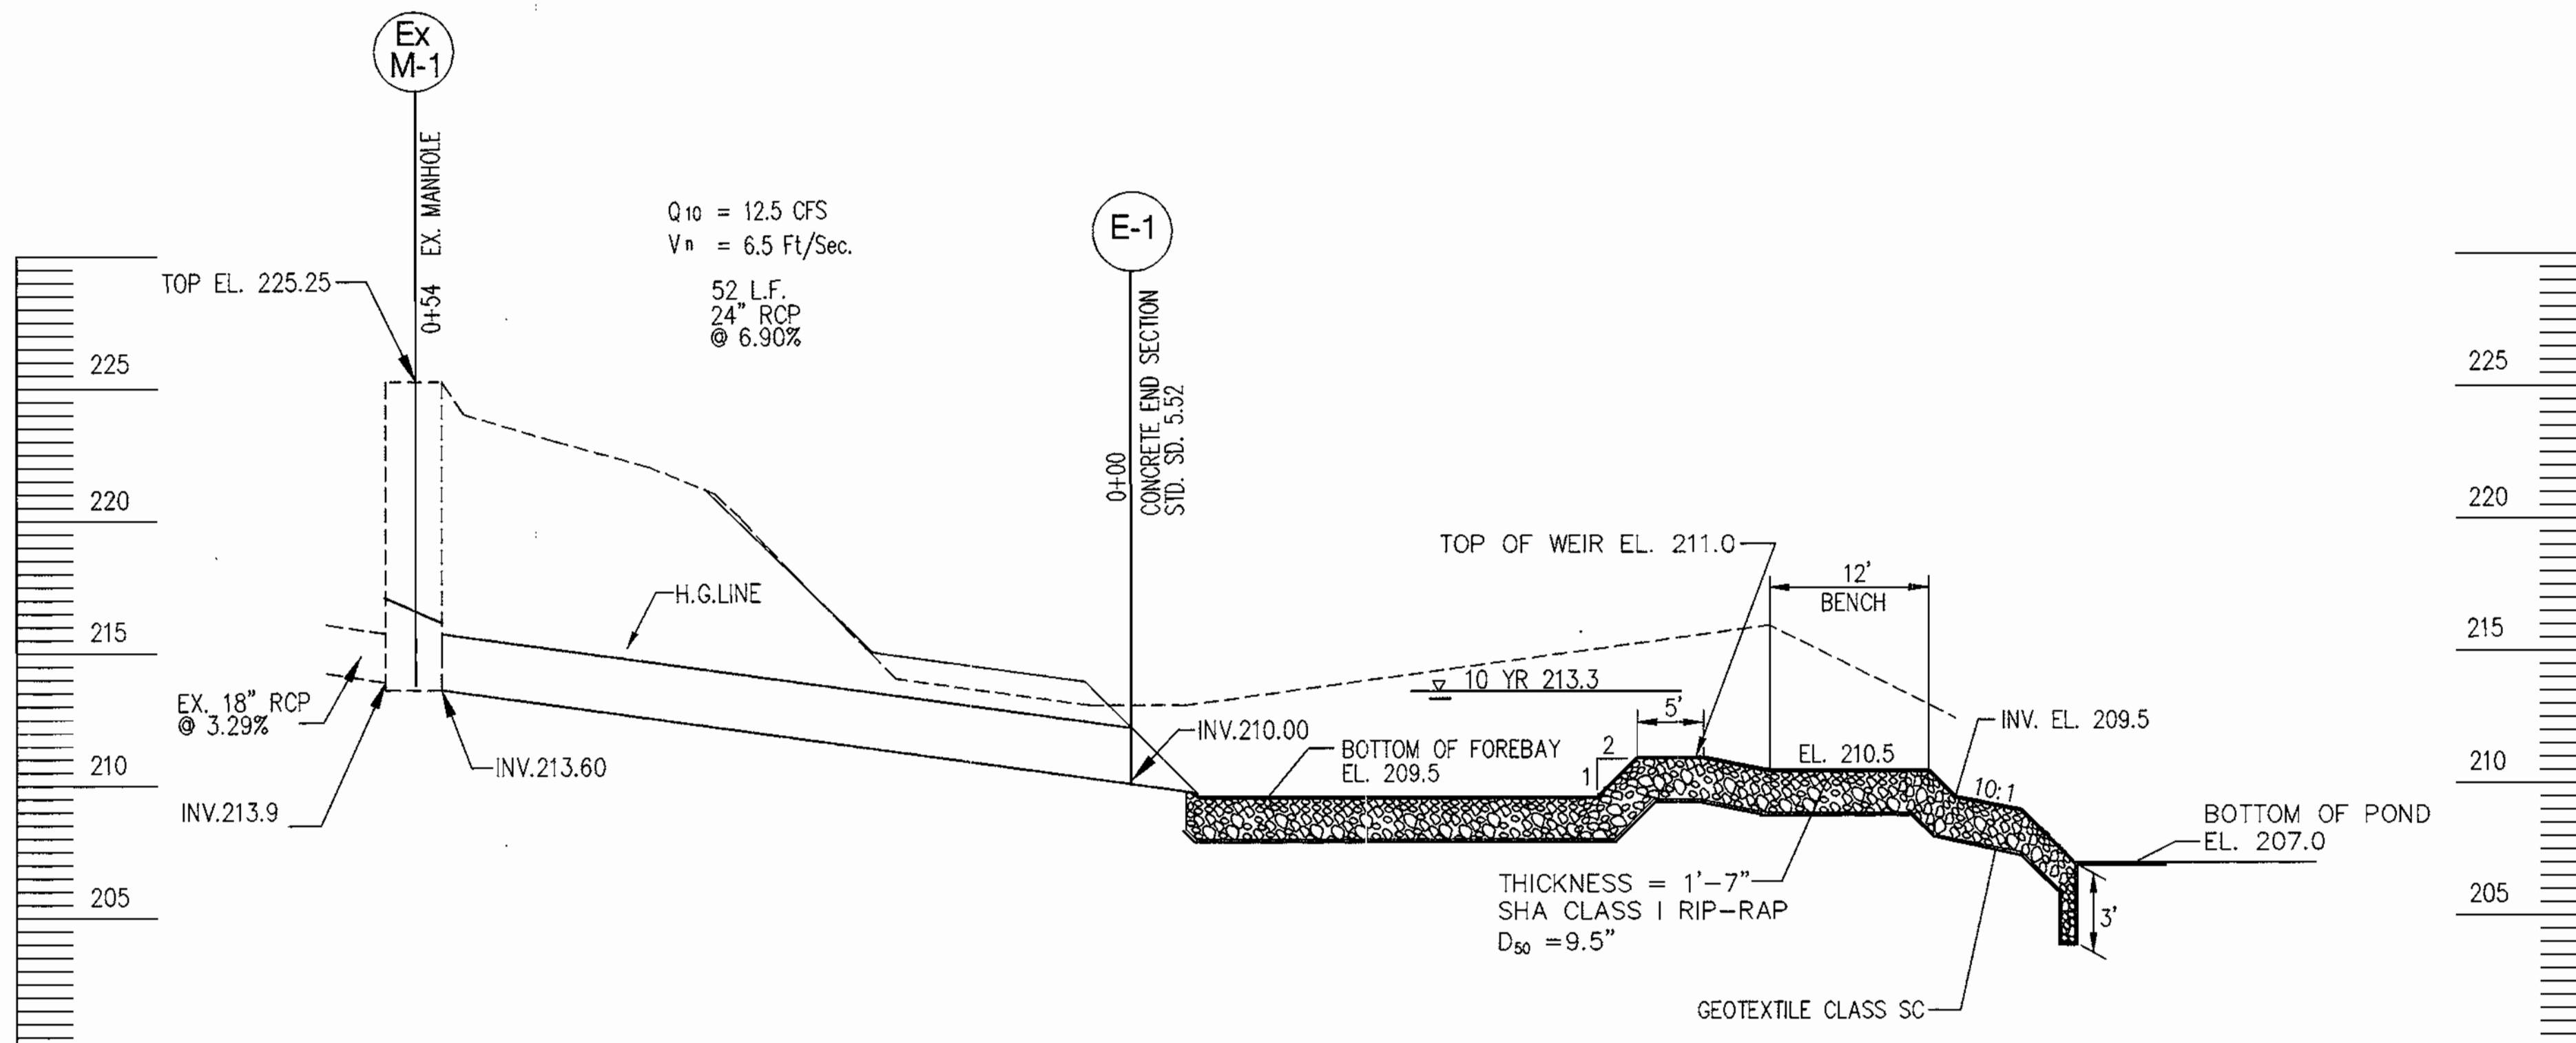 Ex
M-1
0+54 EX. MANHOLE
TOP EL. 225.25
Q10 = 12.5 CFS
Vn = 6.5 Ft/Sec.
52 L.F.
24" RCP
@ 6.90%
E-1
0+00
CONCRETE END SECTION
STD. SD. 5.52
225
220
215
210
205
225
220
215
210
205
H.G.LINE
EX. 18" RCP
@ 3.29%
INV.213.9
INV.213.60
INV.210.00
BOTTOM OF FOREBAY
EL. 209.5
TOP OF WEIR EL. 211.0
12'
BENCH
10 YR 213.3
5'
2
1
EL. 210.5
INV. EL. 209.5
10:1
BOTTOM OF POND
EL. 207.0
3'
THICKNESS = 1'-7"
SHA CLASS I RIP-RAP
D50 =9.5"
GEOTEXTILE CLASS SC